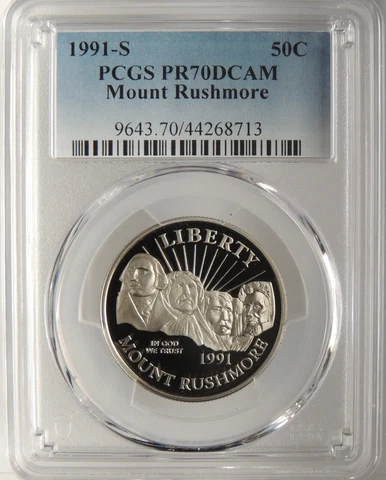 1991-S 50C
PCGS PR70DCAM
Mount Rushmore
9643.70/44268713
LIBERTY
IN GOD
WE TRUST
1991
MOUNT RUSHMORE